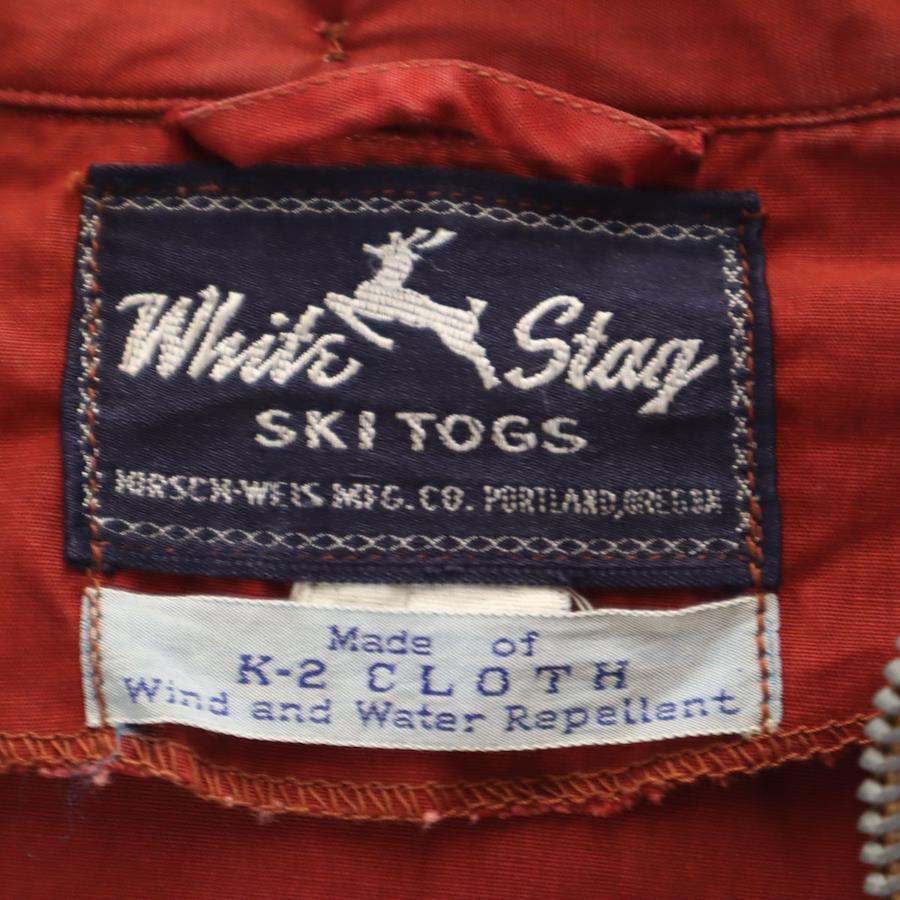 White Stag
SKI TOGS
HIRSCH-WEIS MFG. CO. PORTLAND, OREGON
Made of
K-2 CLOTH
Wind and Water Repellent